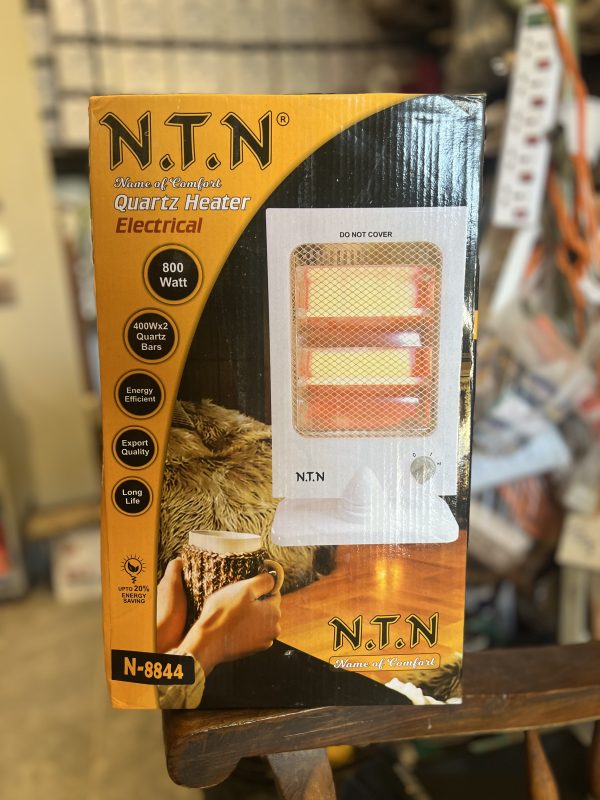 N.T.N®
Name of Comfort
Quartz Heater
Electrical
800
Watt
400Wx2
Quartz
Bars
Energy
Efficient
Export
Quality
Long
Life
UPTO 20%
ENERGY
SAVING
N-8844
DO NOT COVER
N.T.N
N.T.N
Name of Comfort